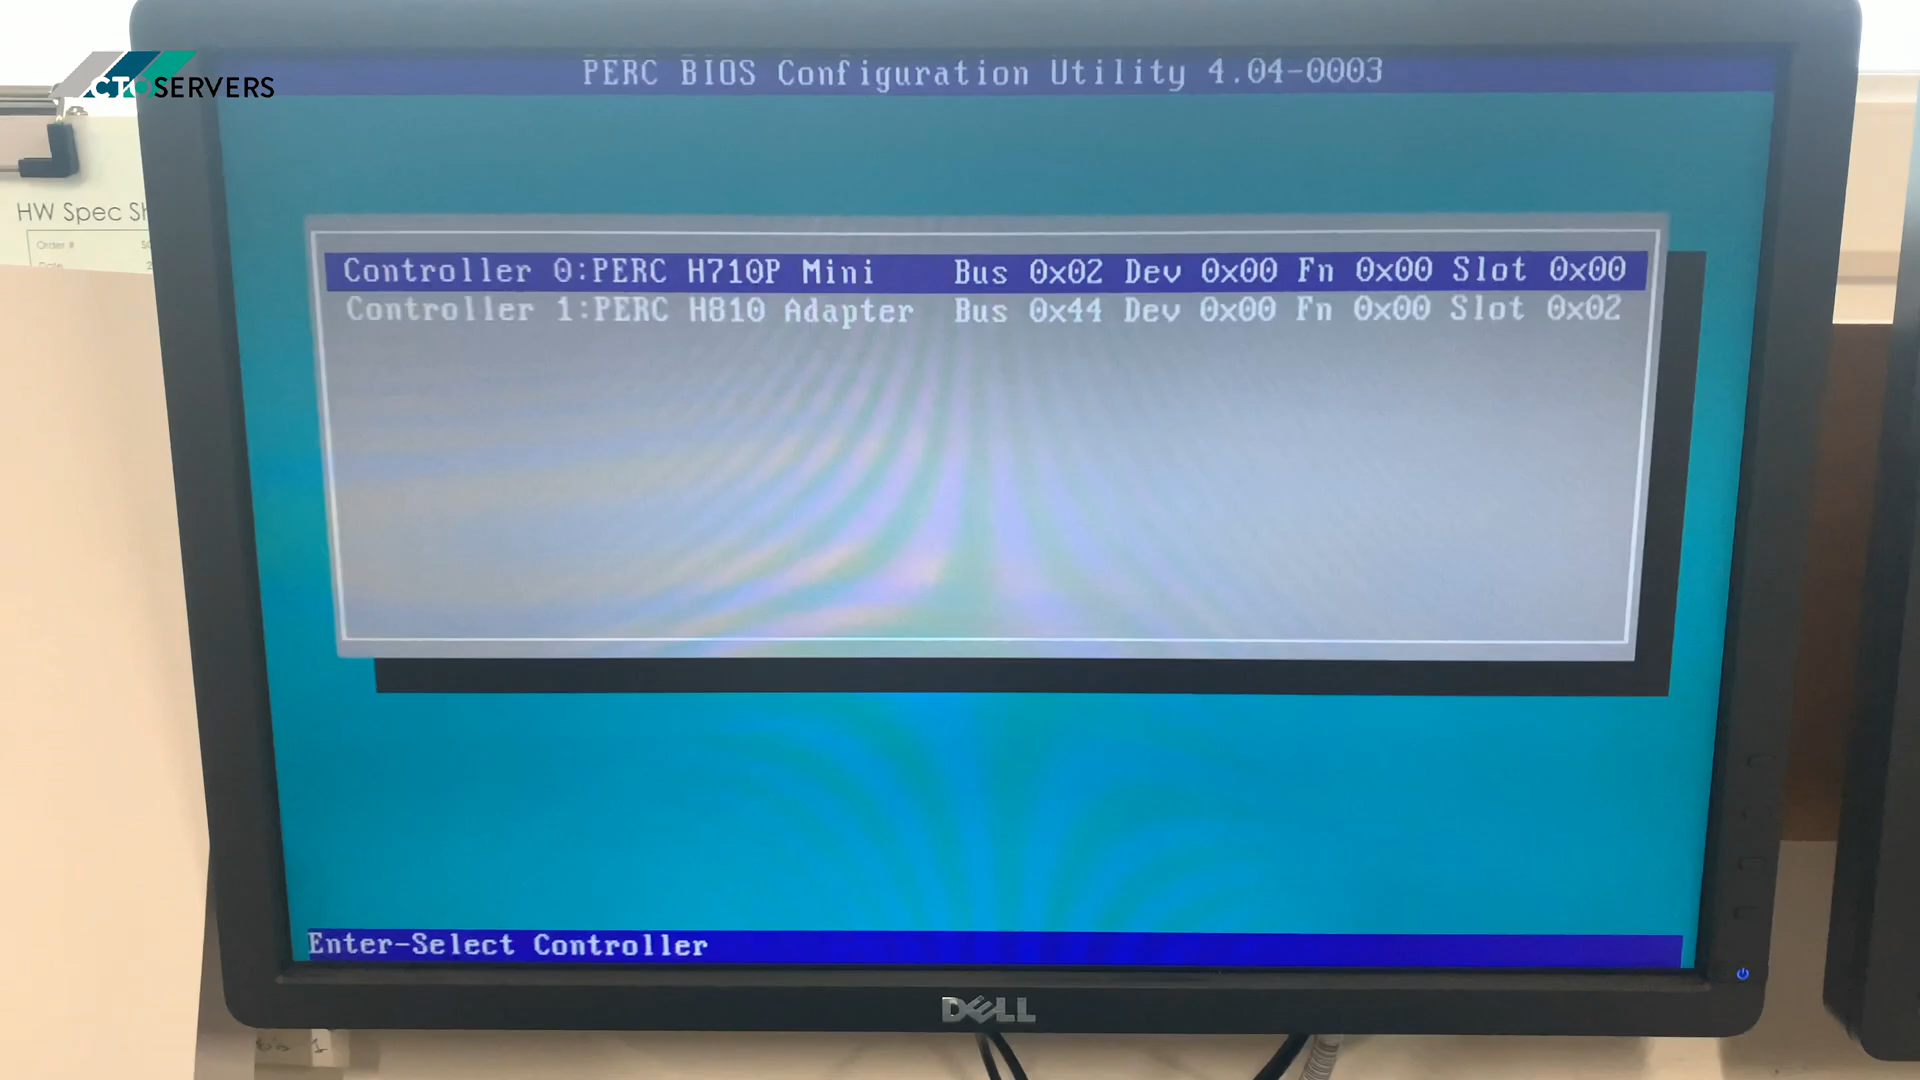 PERC BIOS Configuration Utility 4.04-0003
CTOSERVERS
HW Spec Sh
Order #
Controller 0:PERC H710P Mini Bus 0x02 Dev 0x00 Fn 0x00 Slot 0x00
Controller 1:PERC H810 Adapter Bus 0x44 Dev 0x00 Fn 0x00 Slot 0x02
Enter-Select Controller
DELL